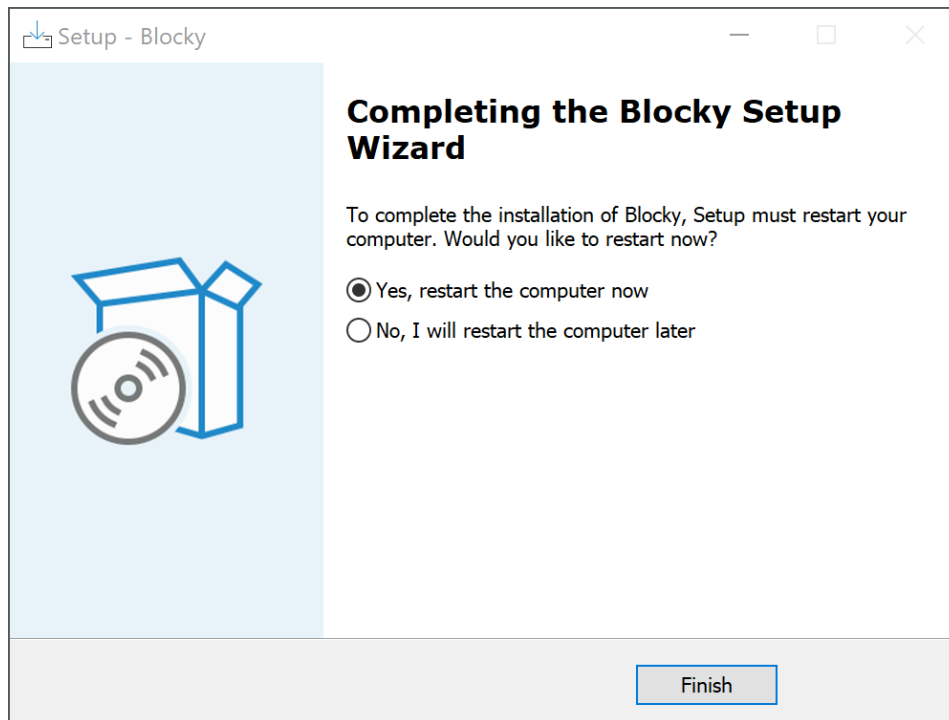 Setup - Blocky
Completing the Blocky Setup
Wizard
To complete the installation of Blocky, Setup must restart your
computer. Would you like to restart now?
Yes, restart the computer now
No, I will restart the computer later
Finish